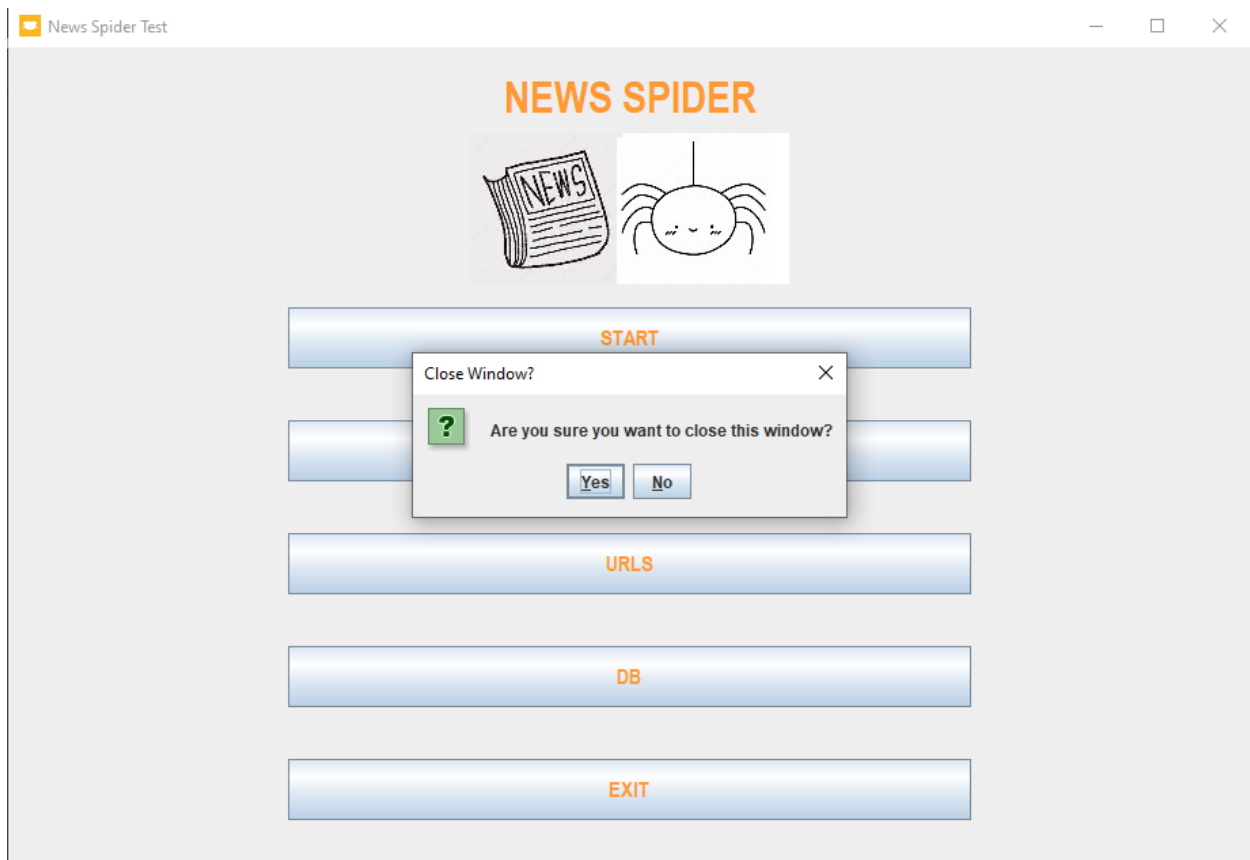 News Spider Test
NEWS SPIDER
NEWS
START
Close Window?
?
Are you sure you want to close this window?
Yes No
URLS
DB
EXIT